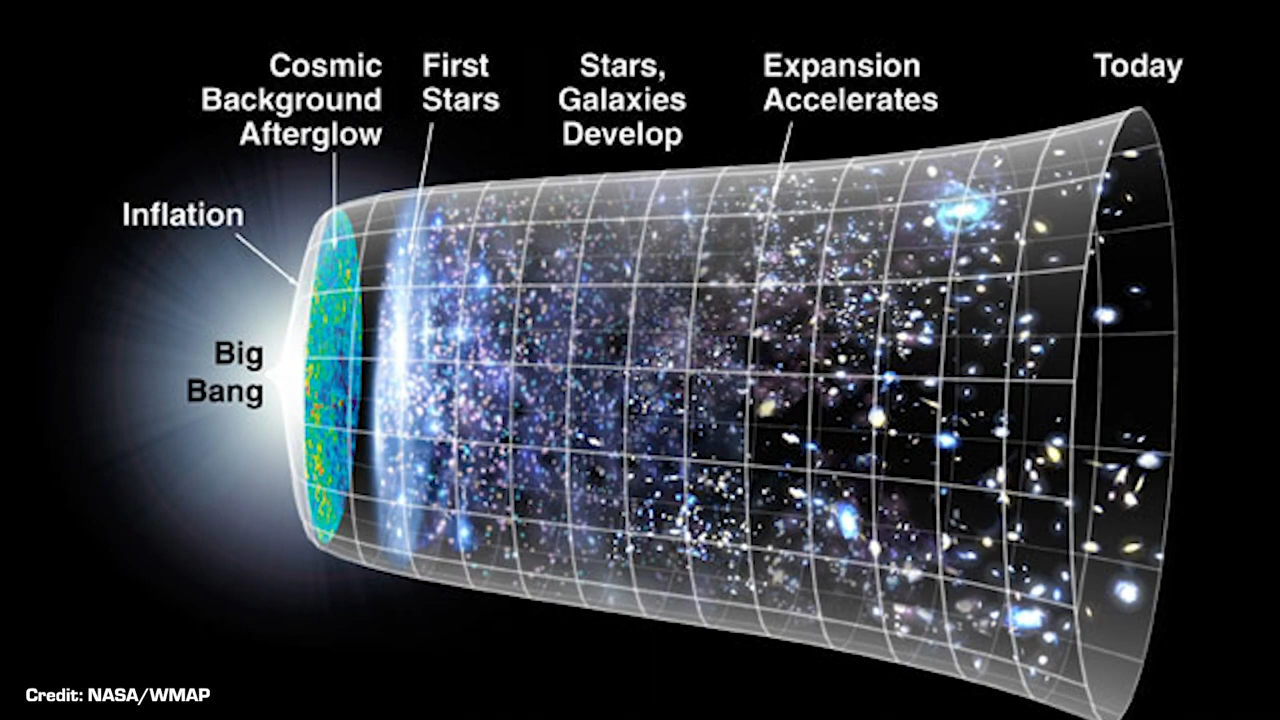 Cosmic
Background
Afterglow
First
Stars
Stars,
Galaxies
Develop
Expansion
Accelerates
Today
Inflation
Big
Bang
Credit: NASA/WMAP